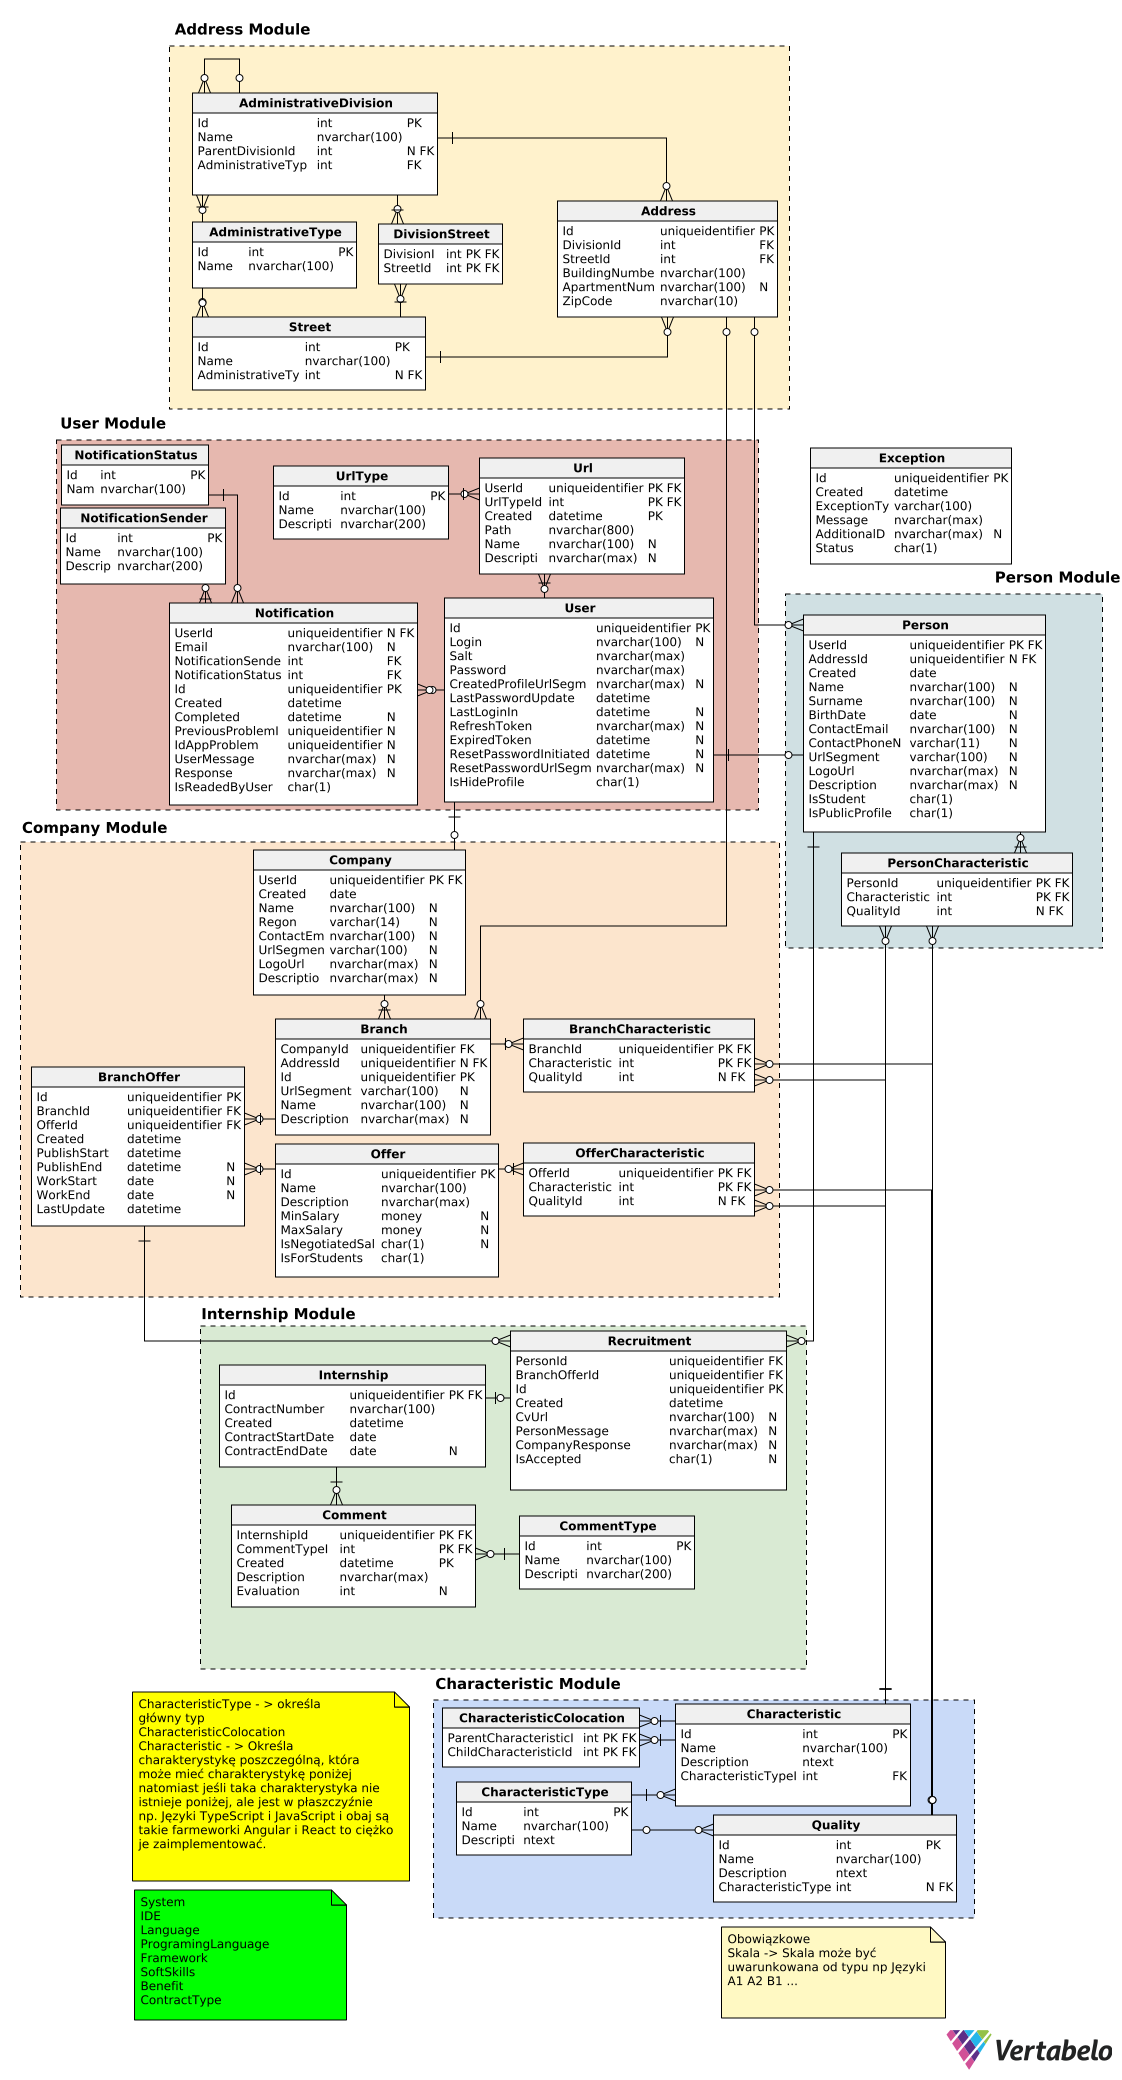 Address Module
AdministrativeDivision
Id int PK
Name nvarchar(100)
ParentDivisionId int N FK
AdministrativeTyp int FK
AdministrativeType
Id int PK
Name nvarchar(100)
DivisionStreet
DivisionI int PK FK
StreetId int PK FK
Address
Id uniqueidentifier PK
DivisionId int FK
StreetId int FK
BuildingNumbe nvarchar(100)
ApartmentNum nvarchar(100) N
ZipCode nvarchar(10)
Street
Id int PK
Name nvarchar(100)
AdministrativeTy int N FK
User Module
NotificationStatus
Id int PK
Nam nvarchar(100)
NotificationSender
Id int PK
Name nvarchar(100)
Descrip nvarchar(200)
UrlType
Id int PK
Name nvarchar(100)
Descripti nvarchar(200)
Url
UserId uniqueidentifier PK FK
UrlTypeId int PK FK
Created datetime PK
Path nvarchar(800)
Name nvarchar(100) N
Descripti nvarchar(max) N
Exception
Id uniqueidentifier PK
Created datetime
ExceptionTy varchar(100)
Message nvarchar(max)
AdditionalD nvarchar(max) N
Status char(1)
Notification
UserId uniqueidentifier N FK
Email nvarchar(100) N
NotificationSende int FK
NotificationStatus int FK
Id uniqueidentifier PK
Created datetime
Completed datetime N
PreviousProblemI uniqueidentifier N
IdAppProblem uniqueidentifier N
UserMessage nvarchar(max) N
Response nvarchar(max) N
IsReadedByUser char(1)
User
Id uniqueidentifier PK
Login nvarchar(100) N
Salt nvarchar(max)
Password nvarchar(max)
CreatedProfileUrlSegm nvarchar(max) N
LastPasswordUpdate datetime
LastLoginIn datetime N
RefreshToken nvarchar(max) N
ExpiredToken datetime N
ResetPasswordInitiated datetime N
ResetPasswordUrlSegm nvarchar(max) N
IsHideProfile char(1)
Person Module
Person
UserId uniqueidentifier PK FK
AddressId uniqueidentifier N FK
Created date
Name nvarchar(100) N
Surname nvarchar(100) N
BirthDate date N
ContactEmail nvarchar(100) N
ContactPhoneN varchar(11) N
UrlSegment varchar(100) N
LogoUrl nvarchar(max) N
Description nvarchar(max) N
IsStudent char(1)
IsPublicProfile char(1)
PersonCharacteristic
PersonId uniqueidentifier PK FK
Characteristic int PK FK
QualityId int N FK
Company Module
Company
UserId uniqueidentifier PK FK
Created date
Name nvarchar(100) N
Regon varchar(14) N
ContactEm nvarchar(100) N
UrlSegmen varchar(100) N
LogoUrl nvarchar(max) N
Descriptio nvarchar(max) N
Branch
CompanyId uniqueidentifier FK
AddressId uniqueidentifier N FK
Id uniqueidentifier PK
UrlSegment varchar(100) N
Name nvarchar(100) N
Description nvarchar(max) N
BranchCharacteristic
BranchId uniqueidentifier PK FK
Characteristic int PK FK
QualityId int N FK
BranchOffer
Id uniqueidentifier PK
BranchId uniqueidentifier FK
OfferId uniqueidentifier FK
Created datetime
PublishStart datetime
PublishEnd datetime N
WorkStart date N
WorkEnd date N
LastUpdate datetime
Offer
Id uniqueidentifier PK
Name nvarchar(100)
Description nvarchar(max)
MinSalary money N
MaxSalary money N
IsNegotiatedSal char(1) N
IsForStudents char(1)
OfferCharacteristic
OfferId uniqueidentifier PK FK
Characteristic int PK FK
QualityId int N FK
Internship Module
Recruitment
PersonId uniqueidentifier FK
BranchOfferId uniqueidentifier FK
Id uniqueidentifier PK
Created datetime
CvUrl nvarchar(100) N
PersonMessage nvarchar(max) N
CompanyResponse nvarchar(max) N
IsAccepted char(1) N
Internship
Id uniqueidentifier PK FK
ContractNumber nvarchar(100)
Created datetime
ContractStartDate date
ContractEndDate date N
Comment
InternshipId uniqueidentifier PK FK
CommentTypeI int PK FK
Created datetime PK
Description nvarchar(max)
Evaluation int N
CommentType
Id int PK
Name nvarchar(100)
Descripti nvarchar(200)
Characteristic Module
CharacteristicColocation
ParentCharacteristicI int PK FK
ChildCharacteristicId int PK FK
Characteristic
Id int PK
Name nvarchar(100)
Description ntext
CharacteristicTypeI int FK
CharacteristicType
Id int PK
Name nvarchar(100)
Descripti ntext
Quality
Id int PK
Name nvarchar(100)
Description ntext
CharacteristicType int N FK
CharacteristicType - > określa
główny typ
CharacteristicColocation
Characteristic - > Określa
charakterystykę poszczególną, która
może mieć charakterystykę poniżej
natomiast jeśli taka charakterystyka nie
istnieje poniżej, ale jest w płaszczyźnie
np. Języki TypeScript i JavaScript i obaj są
takie farmeworki Angular i React to ciężko
je zaimplementować.
System
IDE
Language
ProgramingLanguage
Framework
SoftSkills
Benefit
ContractType
Obowiązkowe
Skala -> Skala może być
uwarunkowana od typu np Języki
A1 A2 B1 ...
Vertabelo